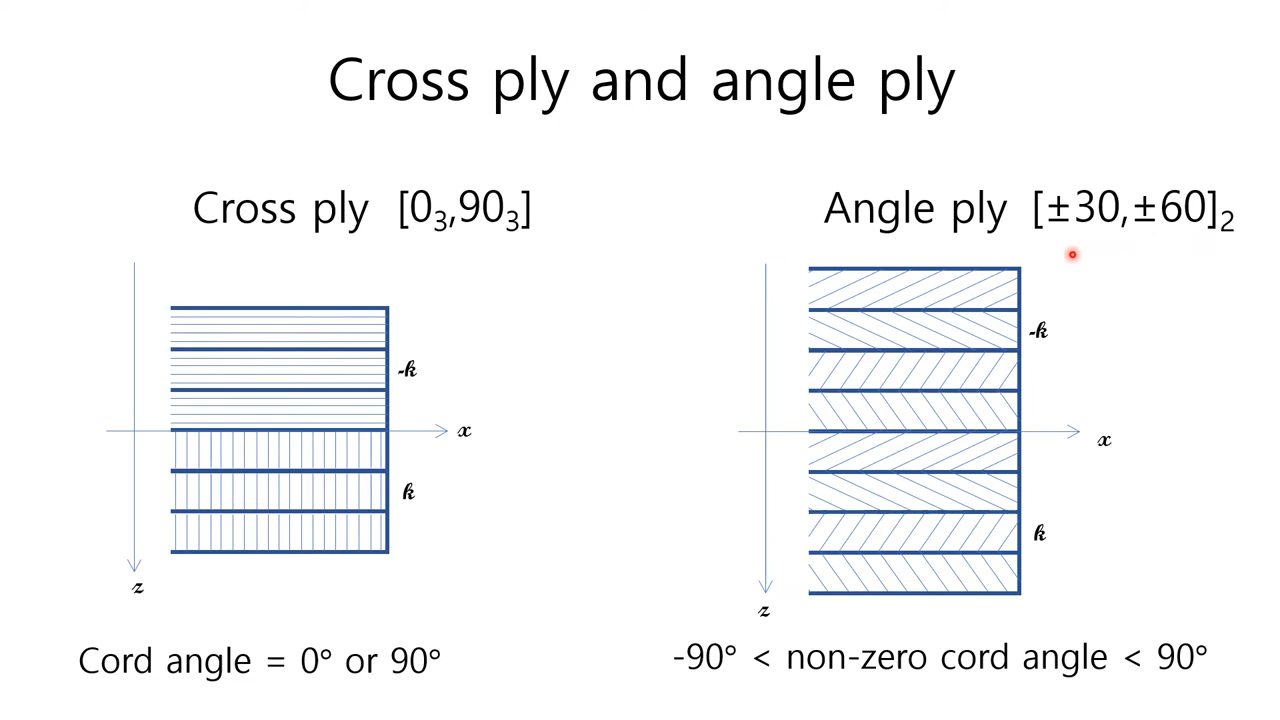 Cross ply and angle ply
Cross ply [0₃,90₃]
Angle ply [±30,±60]₂
-k
x
k
z
-k
x
k
z
Cord angle = 0° or 90°
-90° < non-zero cord angle < 90°